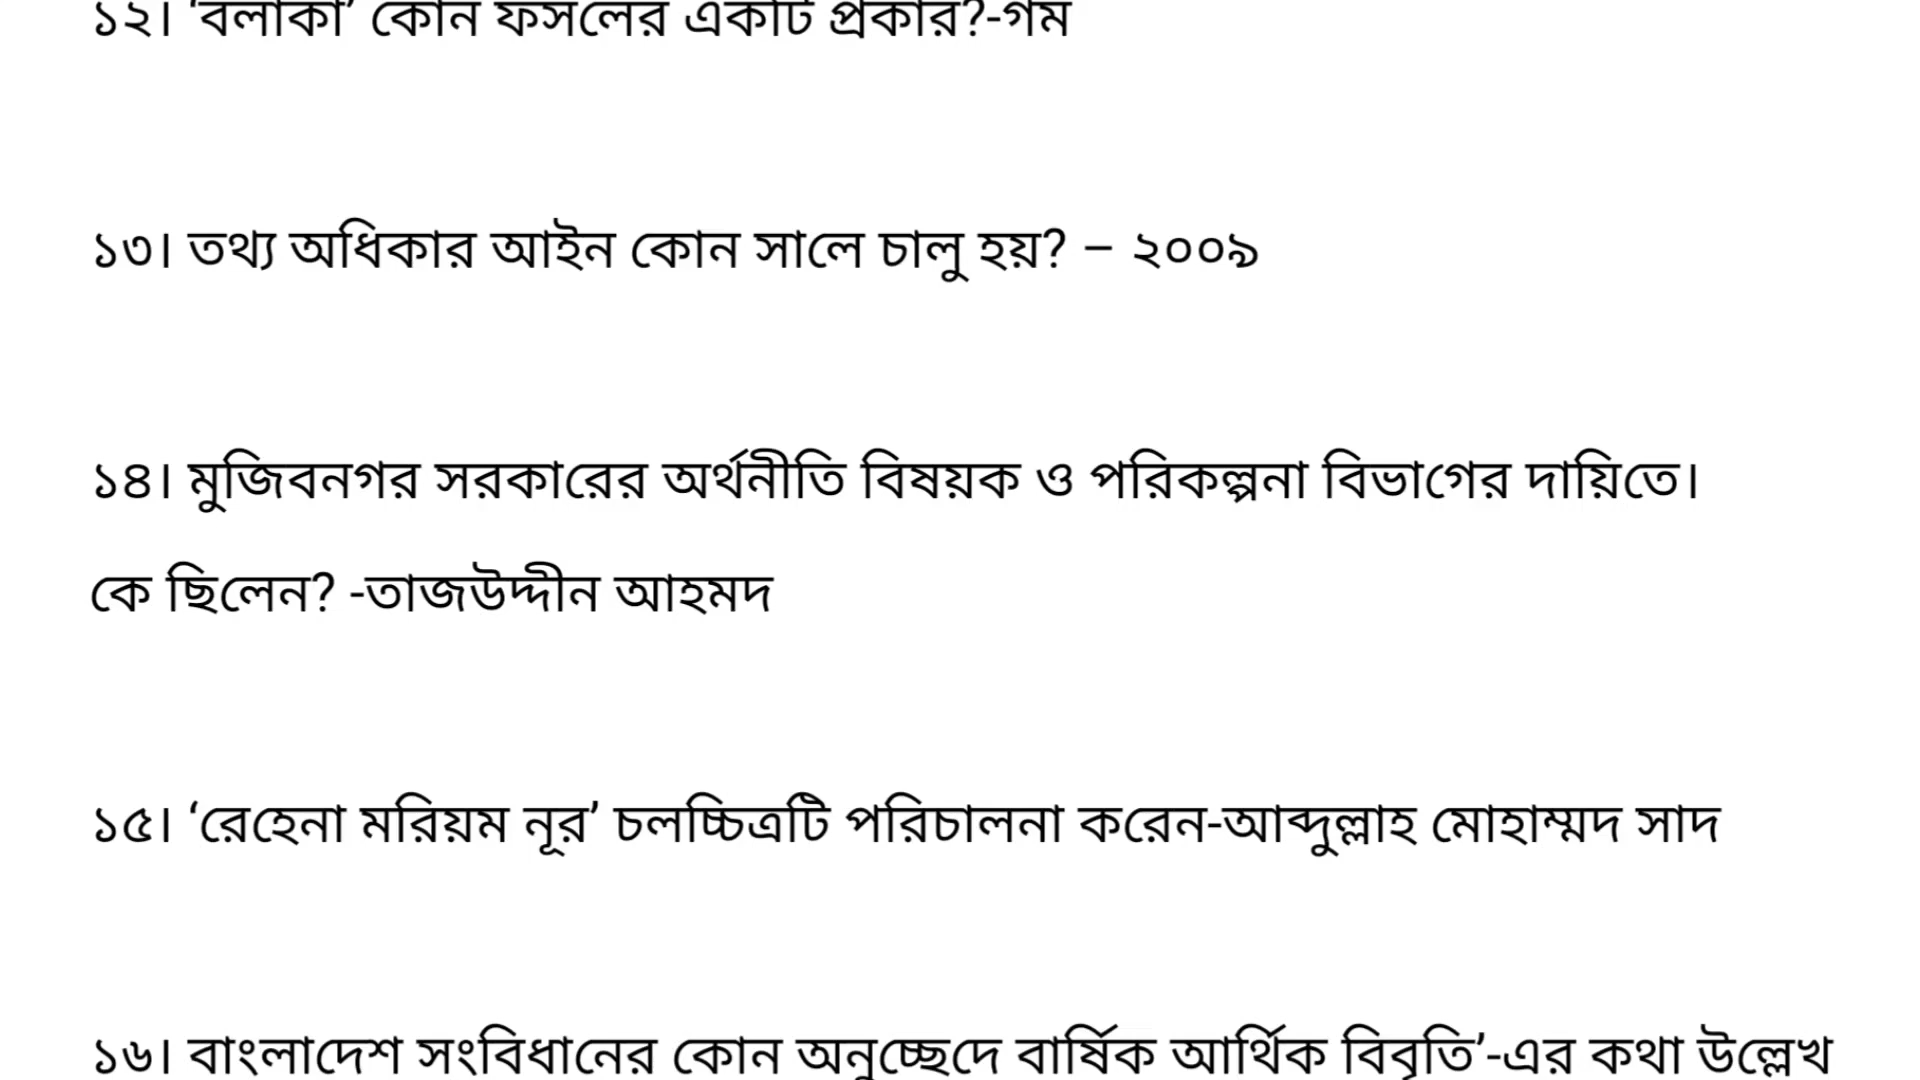 ১২। ‘বলাকা’ কোন ফসলের একটি প্রকার?-গম
১৩। তথ্য অধিকার আইন কোন সালে চালু হয়? – ২০০৯
১৪। মুজিবনগর সরকারের অর্থনীতি বিষয়ক ও পরিকল্পনা বিভাগের দায়িতে।
কে ছিলেন? -তাজউদ্দীন আহমদ
১৫। ‘রেহেনা মরিয়ম নূর’ চলচ্চিত্রটি পরিচালনা করেন-আব্দুল্লাহ মোহাম্মদ সাদ
১৬। বাংলাদেশ সংবিধানের কোন অনুচ্ছেদে বার্ষিক আর্থিক বিবৃতি’-এর কথা উল্লেখ